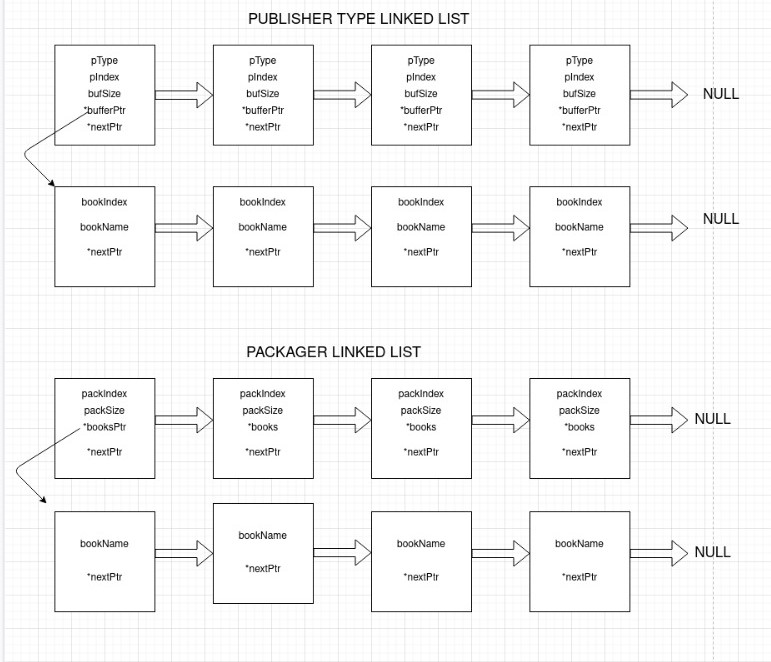 PUBLISHER TYPE LINKED LIST
pType
pIndex
bufSize
*bufferPtr
*nextPtr
pType
pIndex
bufSize
*bufferPtr
*nextPtr
pType
pIndex
bufSize
*bufferPtr
*nextPtr
pType
pIndex
bufSize
*bufferPtr
*nextPtr
NULL
bookIndex
bookName
*nextPtr
bookIndex
bookName
*nextPtr
bookIndex
bookName
*nextPtr
bookIndex
bookName
*nextPtr
NULL
PACKAGER LINKED LIST
packIndex
packSize
*booksPtr
*nextPtr
packIndex
packSize
*books
*nextPtr
packIndex
packSize
*books
*nextPtr
packIndex
packSize
*books
*nextPtr
NULL
bookName
*nextPtr
bookName
*nextPtr
bookName
*nextPtr
bookName
*nextPtr
NULL